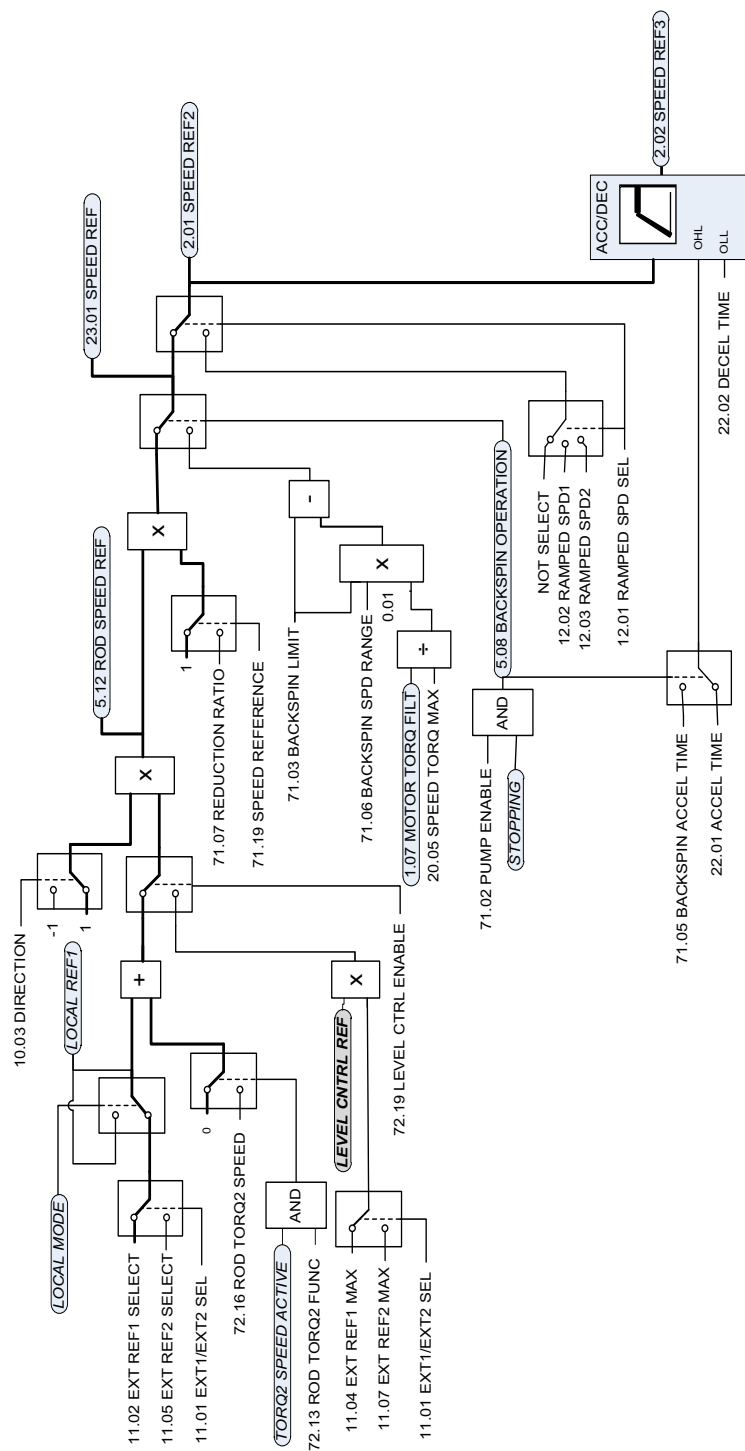 10.03 DIRECTION
-1
1
LOCAL REF1
LOCAL MODE
11.02 EXT REF1 SELECT
11.05 EXT REF2 SELECT
11.01 EXT1/EXT2 SEL
+
0
72.16 ROD TORQ2 SPEED
TORQ2 SPEED ACTIVE
72.13 ROD TORQ2 FUNC
AND
LEVEL CNTRL REF
X
11.04 EXT REF1 MAX
11.07 EXT REF2 MAX
11.01 EXT1/EXT2 SEL
72.19 LEVEL CTRL ENABLE
X
5.12 ROD SPEED REF
X
1
71.07 REDUCTION RATIO
71.19 SPEED REFERENCE
71.03 BACKSPIN LIMIT
-
71.06 BACKSPIN SPD RANGE
X
0.01
1.07 MOTOR TORQ FILT
20.05 SPEED TORQ MAX
÷
71.02 PUMP ENABLE
STOPPING
AND
5.08 BACKSPIN OPERATION
23.01 SPEED REF
2.01 SPEED REF2
NOT SELECT
12.02 RAMPED SPD1
12.03 RAMPED SPD2
12.01 RAMPED SPD SEL
71.05 BACKSPIN ACCEL TIME
22.01 ACCEL TIME
22.02 DECEL TIME
ACC/DEC
OHL
OLL
2.02 SPEED REF3